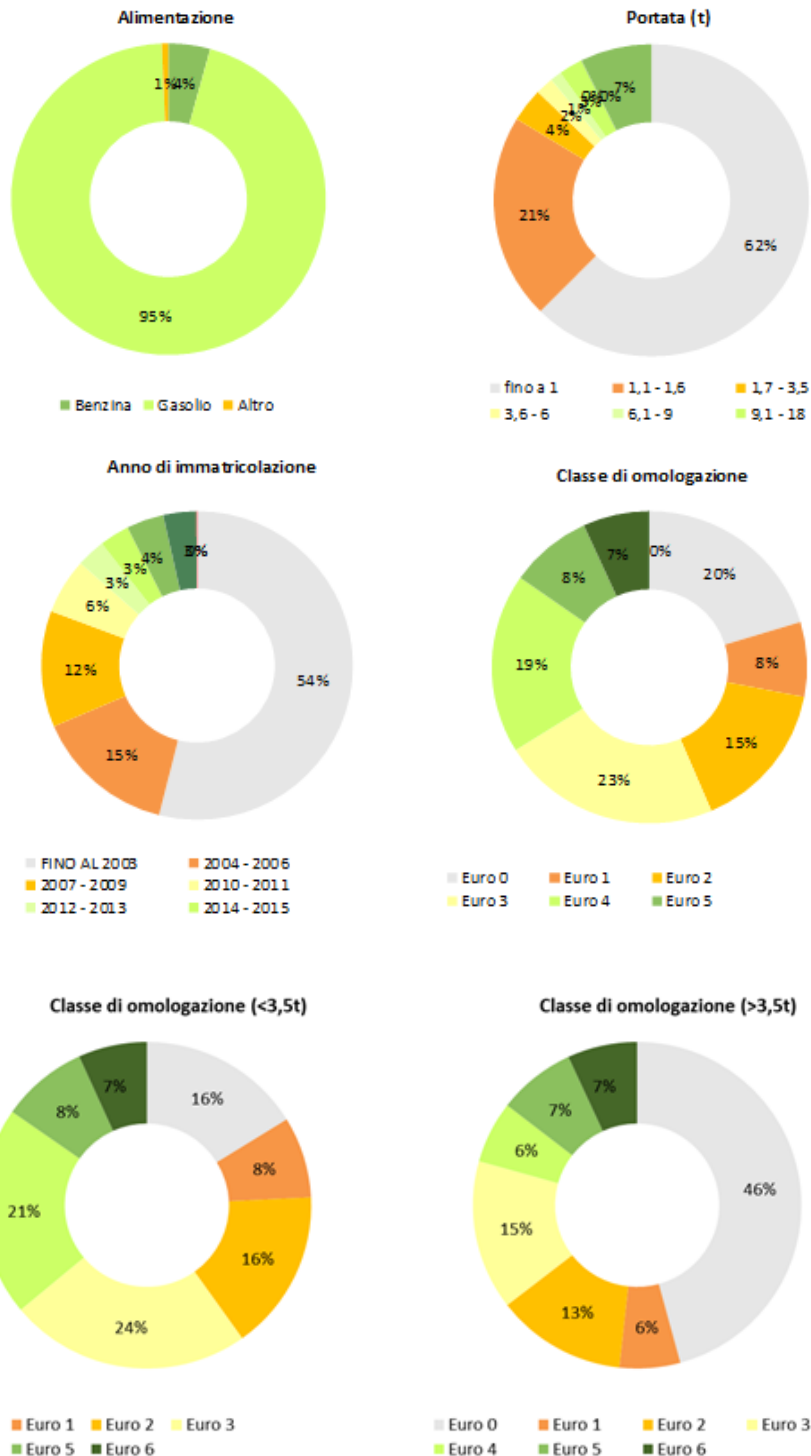 Alimentazione
1%
4%
95%
Benzina Gasolio Altro
Portata (t)
7%
2%
4%
21%
62%
fino a 1 1,1 - 1,6 1,7 - 3,5
3,6 - 6 6,1 - 9 9,1 - 18
Anno di immatricolazione
4%
3%
3%
6%
12%
15%
54%
FINO AL 2003 2004 - 2006
2007 - 2009 2010 - 2011
2012 - 2013 2014 - 2015
Classe di omologazione
7% 0%
20%
8%
8%
19%
15%
23%
Euro 0 Euro 1 Euro 2
Euro 3 Euro 4 Euro 5
Classe di omologazione (<3,5t)
7%
16%
8%
8%
21%
16%
24%
Euro 1 Euro 2 Euro 3
Euro 5 Euro 6
Classe di omologazione (>3,5t)
7%
7%
6%
46%
15%
13%
6%
Euro 0 Euro 1 Euro 2 Euro 3
Euro 4 Euro 5 Euro 6